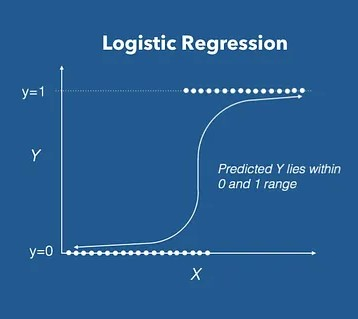 Logistic Regression
y=1
Y
Predicted Y lies within
0 and 1 range
y=0
X